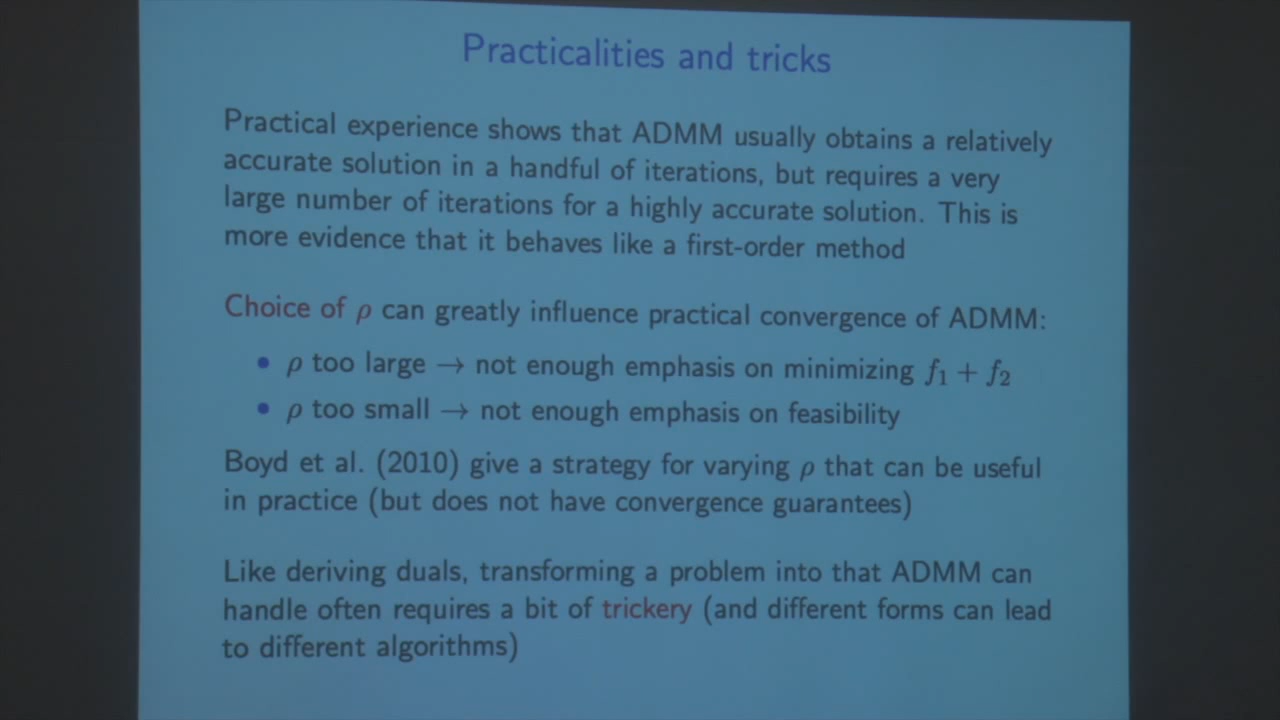 Practicalities and tricks
Practical experience shows that ADMM usually obtains a relatively
accurate solution in a handful of iterations, but requires a very
large number of iterations for a highly accurate solution. This is
more evidence that it behaves like a first-order method
Choice of ρ can greatly influence practical convergence of ADMM:
• ρ too large → not enough emphasis on minimizing f₁ + f₂
• ρ too small → not enough emphasis on feasibility
Boyd et al. (2010) give a strategy for varying ρ that can be useful
in practice (but does not have convergence guarantees)
Like deriving duals, transforming a problem into that ADMM can
handle often requires a bit of trickery (and different forms can lead
to different algorithms)